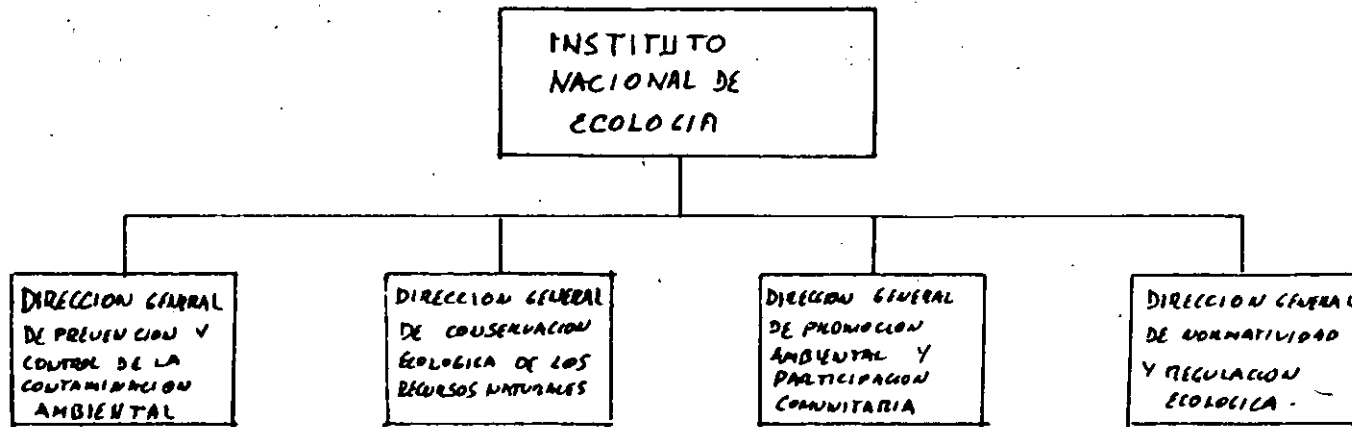 INSTITUTO
NACIONAL DE
ECOLOGIA
DIRECCION GENERAL
DE PREVENCION Y
CONTROL DE LA
CONTAMINACION
AMBIENTAL
DIRECCION GENERAL
DE CONSERVACION
ECOLOGICA DE LOS
RECURSOS NATURALES
DIRECCION GENERAL
DE PROMOCION
AMBIENTAL Y
PARTICIPACION
COMUNITARIA
DIRECCION GENERAL
DE NORMATIVIDAD
Y REGULACION
ECOLOGICA.